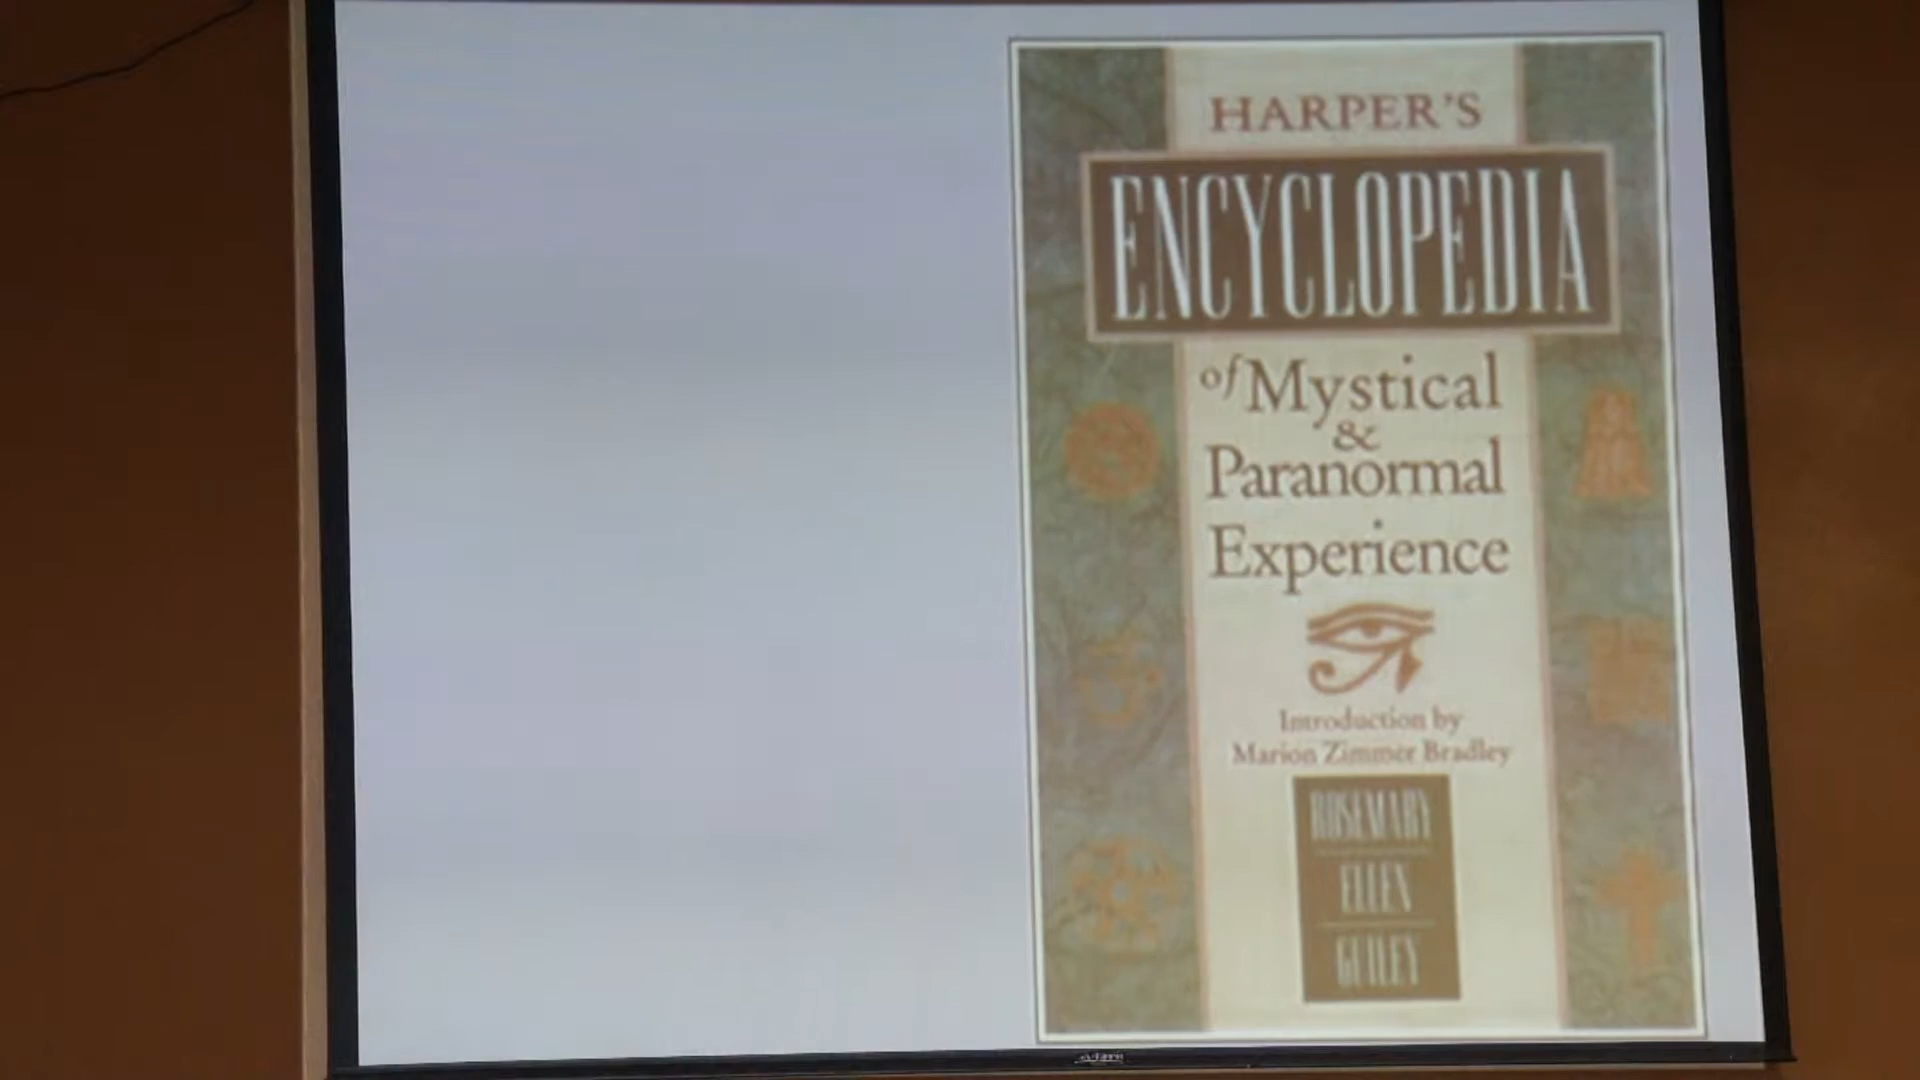 HARPER'S
ENCYCLOPEDIA
of Mystical
&
Paranormal
Experience
Introduction by
Marion Zimmer Bradley
ROSEMARY
ELLEN
GUILEY